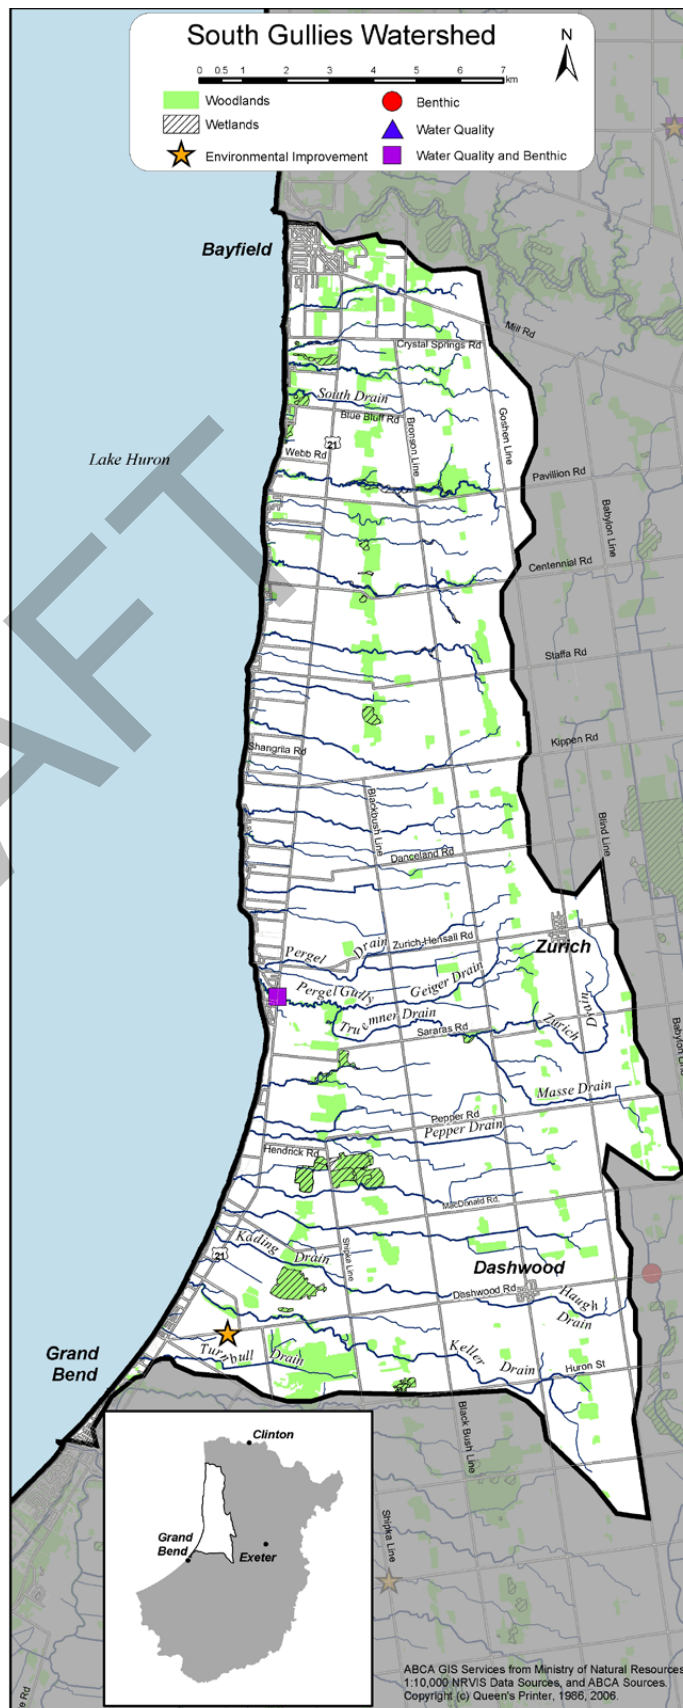 South Gullies Watershed
N
0 0.5 1 2 3 4 5 6 7
km
Woodlands
Wetlands
Environmental Improvement
Benthic
Water Quality
Water Quality and Benthic
Bayfield
Mill Rd
Crystal Springs Rd
South Drain
Blue Bluff Rd
21
Webb Rd
Bronson Line
Goshen Line
Lake Huron
Pavillion Rd
Babylon Line
Centennial Rd
Staffa Rd
Kippen Rd
Shangrila Rd
Blackbush Line
Blind Line
Danceland Rd
Zurich-Hensall Rd
Pergel Drain
Zurich
Pergel Gully
Geiger Drain
Truemner Drain
Sararas Rd
Zurich Drain
Babylon Line
Masse Drain
Pepper Rd
Pepper Drain
Hendrick Rd
MacDonald Rd.
Kading Drain
21
Shipka Line
Dashwood
Dashwood Rd
Haugh Drain
Turnbull Drain
Keller Drain
Huron St
Grand
Bend
Black Bush Line
Shipka Line
Clinton
Grand
Bend
Exeter
e Rd
ABCA GIS Services from Ministry of Natural Resources
1:10,000 NRVIS Data Sources, and ABCA Sources.
Copyright (c) Queen's Printer, 1986, 2006.
AFT